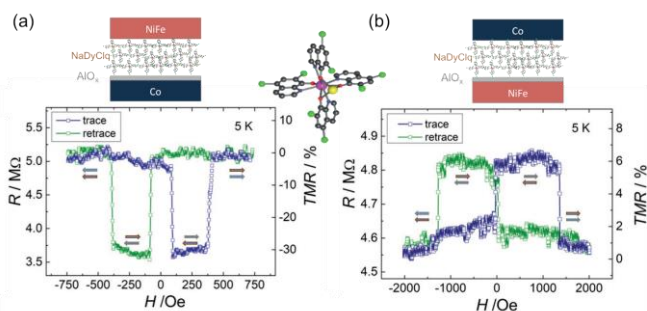 (a)
NiFe
NaDyClq
AlOx
Co
trace
retrace
5 K
R / MΩ
5.2
5.0
4.5
4.0
3.5
TMR / %
10
0
-10
-20
-30
-750 -500 -250 0 250 500 750
H /Oe
(b)
Co
NaDyClq
AlOx
NiFe
trace
retrace
5 K
R / MΩ
4.9
4.8
4.7
4.6
4.5
TMR / %
8
6
4
2
0
-2000 -1000 0 1000 2000
H /Oe